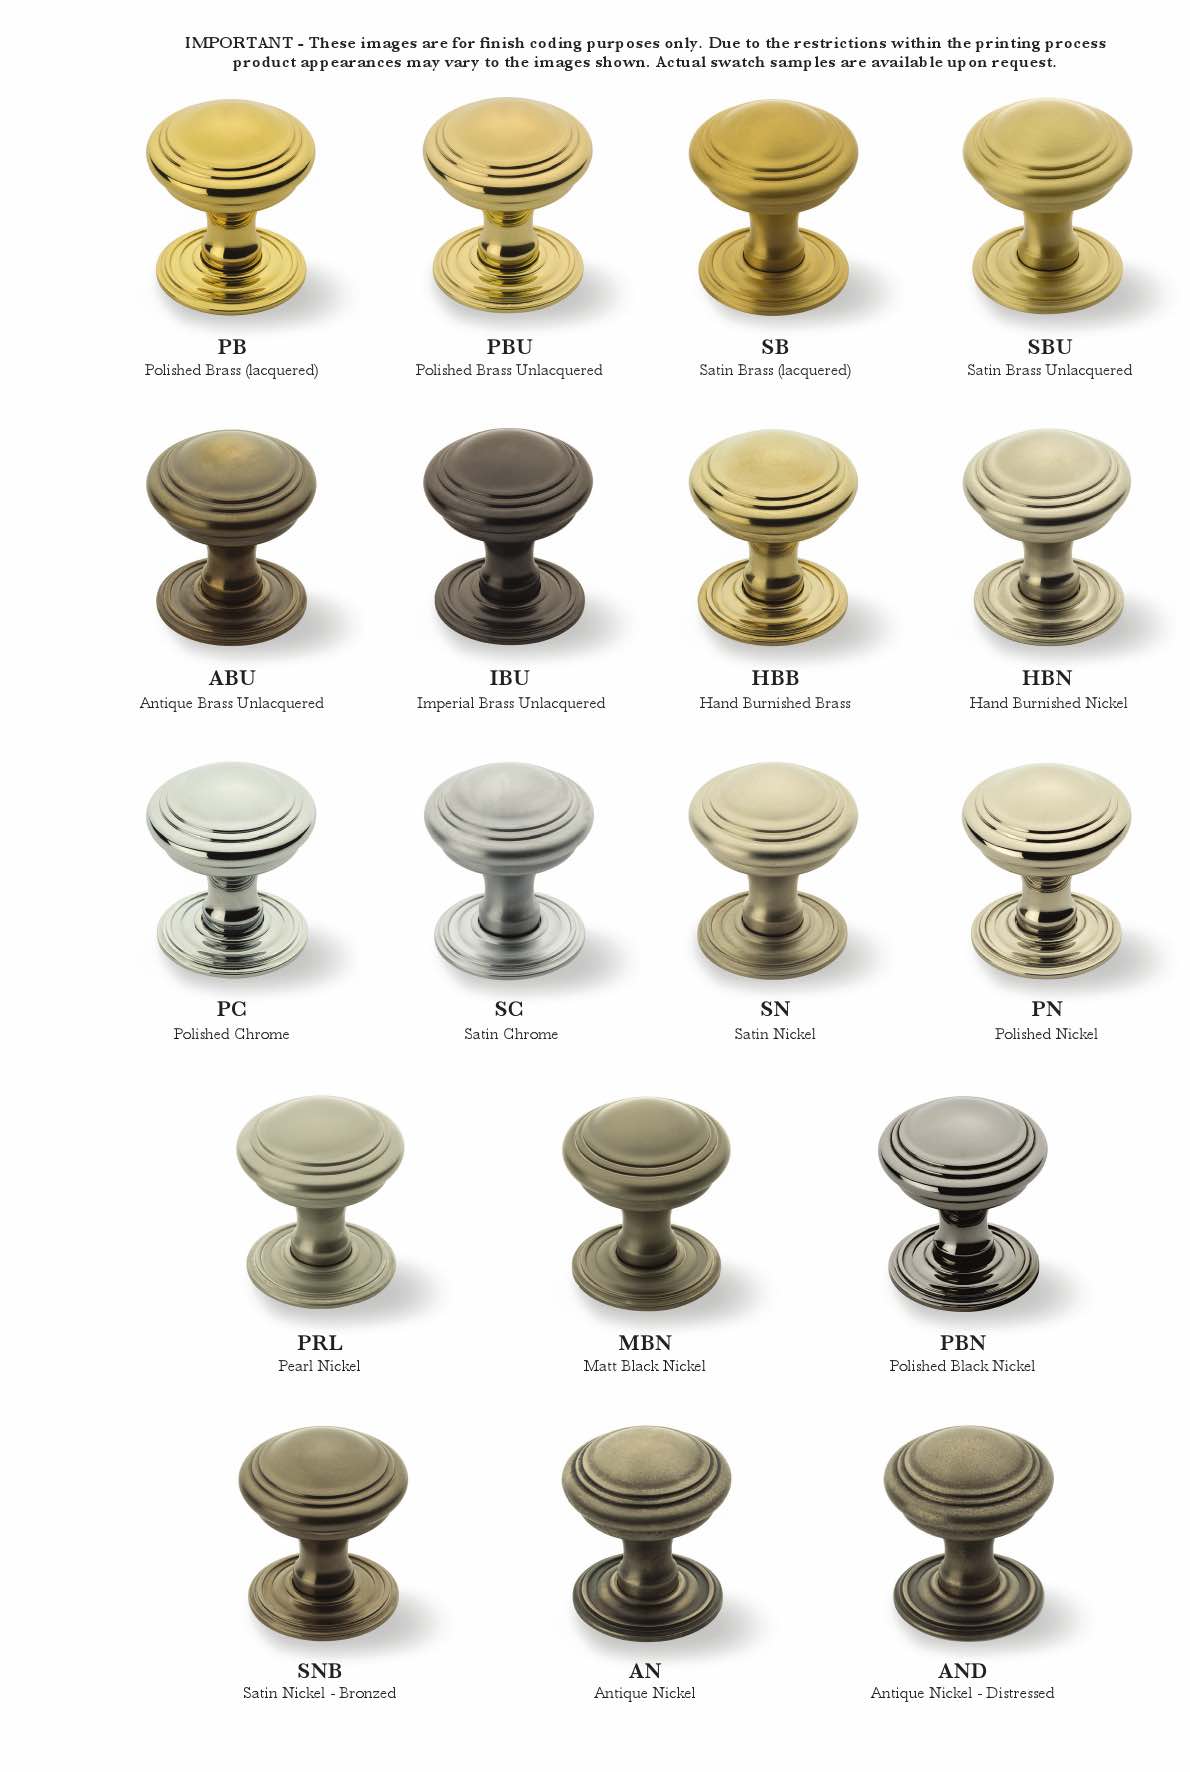 IMPORTANT - These images are for finish coding purposes only. Due to the restrictions within the printing process
product appearances may vary to the images shown. Actual swatch samples are available upon request.
PB
Polished Brass (lacquered)
PBU
Polished Brass Unlacquered
SB
Satin Brass (lacquered)
SBU
Satin Brass Unlacquered
ABU
Antique Brass Unlacquered
IBU
Imperial Brass Unlacquered
HBB
Hand Burnished Brass
HBN
Hand Burnished Nickel
PC
Polished Chrome
SC
Satin Chrome
SN
Satin Nickel
PN
Polished Nickel
PRL
Pearl Nickel
MBN
Matt Black Nickel
PBN
Polished Black Nickel
SNB
Satin Nickel - Bronzed
AN
Antique Nickel
AND
Antique Nickel - Distressed